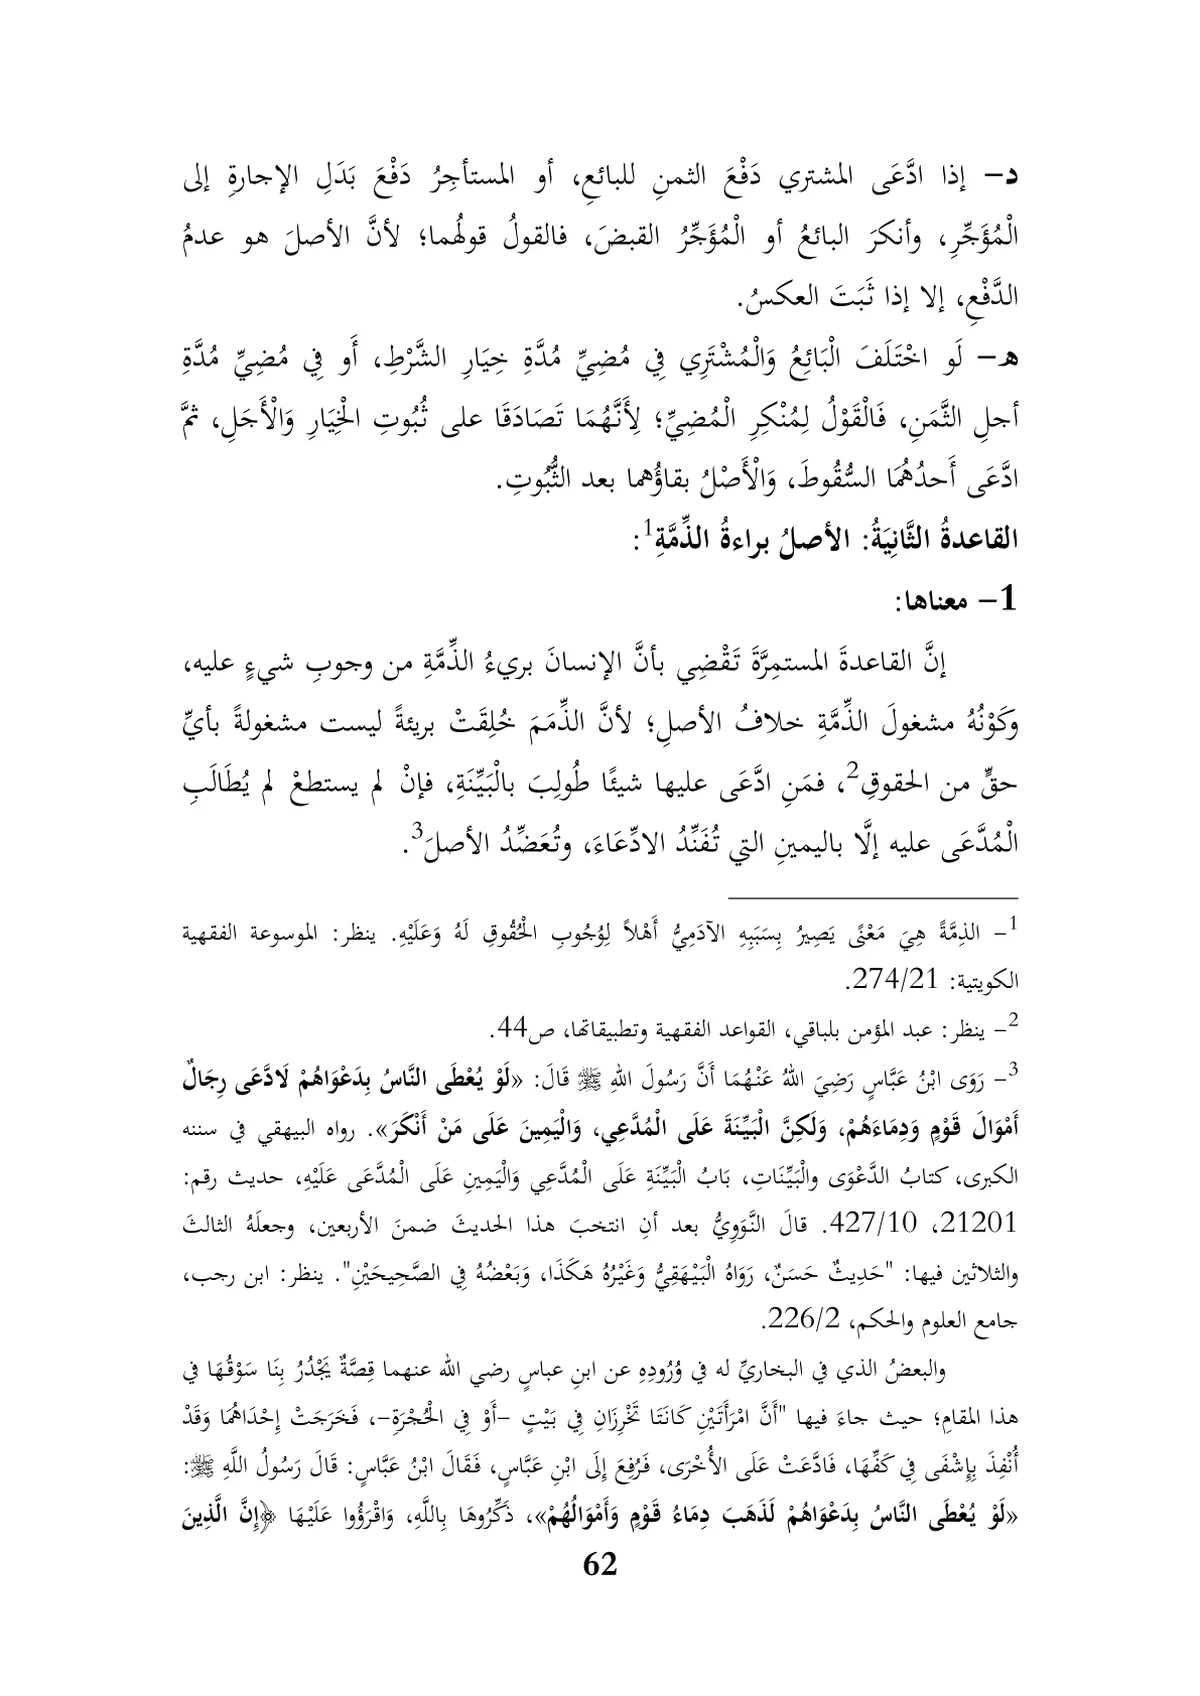 د- إذا ادَّعَى المشتري دَفْعَ الثمنِ للبائعِ، أو المستأجِرُ دَفْعَ بَدَلِ الإجارةِ إلى
الْمُؤَجِّرِ، وأنكرَ البائعُ أو الْمُؤَجِّرُ القبضَ، فالقولُ قولُهما؛ لأنَّ الأصلَ هو عدمُ
الدَّفْعِ، إلا إذا ثَبَتَ العكسُ.
هـ- لَو اخْتَلَفَ الْبَائِعُ وَالْمُشْتَرِي فِي مُضِيِّ مُدَّةِ خِيَارِ الشَّرْطِ، أَو فِي مُضِيِّ مُدَّةِ
أجلِ الثَّمَنِ، فَالْقَوْلُ لِمُنْكِرِ الْمُضِيِّ؛ لِأَنَّهُمَا تَصَادَقَا على ثُبُوتِ الْخِيَارِ وَالْأَجَلِ، ثمَّ
ادَّعَى أَحدُهُمَا السُّقُوطَ، وَالْأَصْلُ بقاؤُهما بعد الثُّبُوتِ.
القاعدةُ الثَّانِيَةُ: الأصلُ براءةُ الذِّمَّةِ1:
1- معناها:
إنَّ القاعدةَ المستمِرَّةَ تَقْضِي بأنَّ الإنسانَ بريءُ الذِّمَّةِ من وجوبِ شيءٍ عليه،
وكَوْنُهُ مشغولَ الذِّمَّةِ خلافُ الأصلِ؛ لأنَّ الذِّمَمَ خُلِقَتْ بريئةً ليست مشغولةً بأيِّ
حقٍّ من الحقوقِ2، فمَنِ ادَّعَى عليها شيئًا طُولِبَ بالْبَيِّنَةِ، فإنْ لم يستطعْ لم يُطَالَبِ
الْمُدَّعَى عليه إلَّا باليمينِ التي تُفَنِّدُ الادِّعَاءَ، وتُعَضِّدُ الأصلَ3.
1- الذِمَّةً هِيَ مَعْنًى يَصِيرُ بِسَبَبِهِ الآدَمِيُّ أَهْلاً لِوُجُوبِ الْحُقُوقِ لَهُ وَعَلَيْهِ. ينظر: الموسوعة الفقهية
الكويتية: 274/21.
2- ينظر: عبد المؤمن بلباقي، القواعد الفقهية وتطبيقاتها، ص44.
3- رَوَى ابْنُ عَبَّاسٍ رَضِيَ اللهُ عَنْهُمَا أَنَّ رَسُولَ اللهِ ﷺ قَالَ: «لَوْ يُعْطَى النَّاسُ بِدَعْوَاهُمْ لَادَّعَى رِجَالٌ
أَمْوَالَ قَوْمٍ وَدِمَاءَهُمْ، وَلَكِنَّ الْبَيِّنَةَ عَلَى الْمُدَّعِي، وَالْيَمِينَ عَلَى مَنْ أَنْكَرَ». رواه البيهقي في سننه
الكبرى، كتابُ الدَّعْوَى والْبَيِّنَاتِ، بَابُ الْبَيِّنَةِ عَلَى الْمُدَّعِي وَالْيَمِينِ عَلَى الْمُدَّعَى عَلَيْهِ، حديث رقم:
21201، 427/10. قالَ النَّوَوِيُّ بعد أنِ انتخبَ هذا الحديثَ ضمنَ الأربعين، وجعلَهُ الثالثَ
والثلاثين فيها: "حَدِيثٌ حَسَنٌ، رَوَاهُ الْبَيْهَقِيُّ وَغَيْرُهُ هَكَذَا، وَبَعْضُهُ فِي الصَّحِيحَيْنِ". ينظر: ابن رجب،
جامع العلوم والحكم، 226/2.
والبعضُ الذي في البخاريِّ له في وُرُودِهِ عن ابنِ عباسٍ رضي الله عنهما قِصَّةٌ يَجْدُرُ بِنَا سَوْقُهَا في
هذا المقامِ؛ حيث جاءَ فيها "أَنَّ امْرَأَتَيْنِ كَانَتَا تَخْرِزَانِ فِي بَيْتٍ -أَوْ فِي الْحُجْرَةِ-، فَخَرَجَتْ إِحْدَاهُمَا وَقَدْ
أُنْفِذَ بِإِشْفَى فِي كَفِّهَا، فَادَّعَتْ عَلَى الأُخْرَى، فَرُفِعَ إِلَى ابْنِ عَبَّاسٍ، فَقَالَ ابْنُ عَبَّاسٍ: قَالَ رَسُولُ اللَّهِ ﷺ:
«لَوْ يُعْطَى النَّاسُ بِدَعْوَاهُمْ لَذَهَبَ دِمَاءُ قَوْمٍ وَأَمْوَالُهُمْ»، ذَكِّرُوهَا بِاللَّهِ، وَاقْرَؤُوا عَلَيْهَا ﴿إِنَّ الَّذِينَ
62